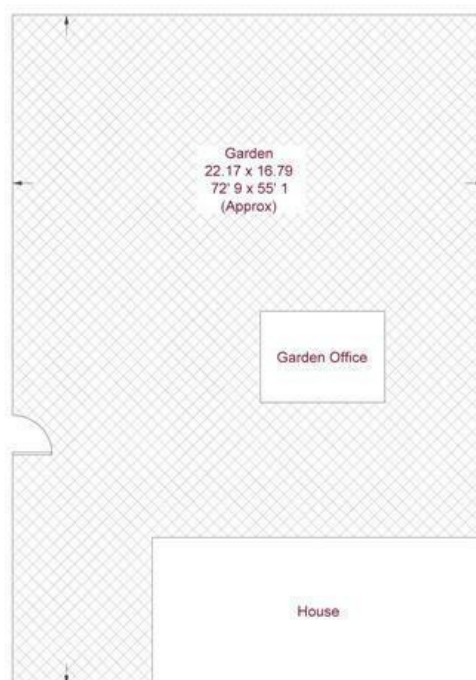 Garden
22.17 x 16.79
72' 9 x 55' 1
(Approx)
Garden Office
House